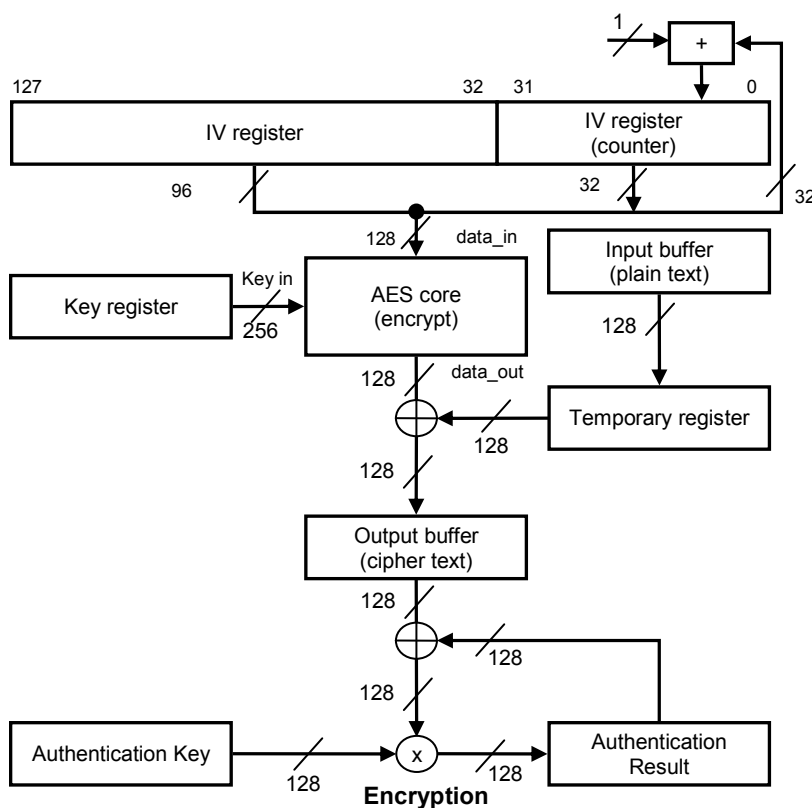 1
+
127
32
31
0
IV register
IV register
(counter)
96
32
32
128
data_in
Input buffer
(plain text)
Key register
Key in
256
AES core
(encrypt)
128
128
data_out
Temporary register
128
128
Output buffer
(cipher text)
128
128
128
Authentication Key
128
x
128
Authentication
Result
Encryption